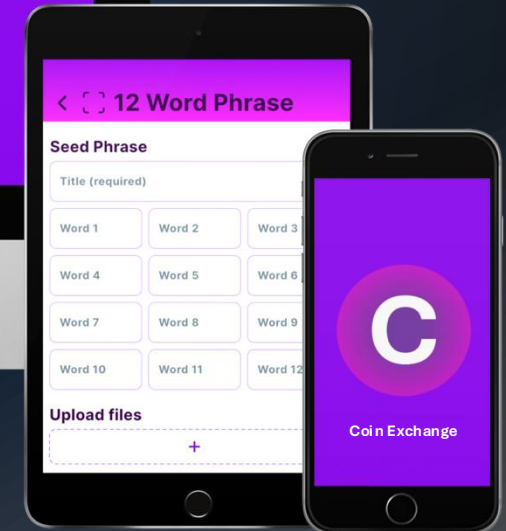 12 Word Phrase
Seed Phrase
Title (required)
Word 1 Word 2 Word 3
Word 4 Word 5 Word 6
Word 7 Word 8 Word 9
Word 10 Word 11 Word 12
Upload files
+
C
Coin Exchange